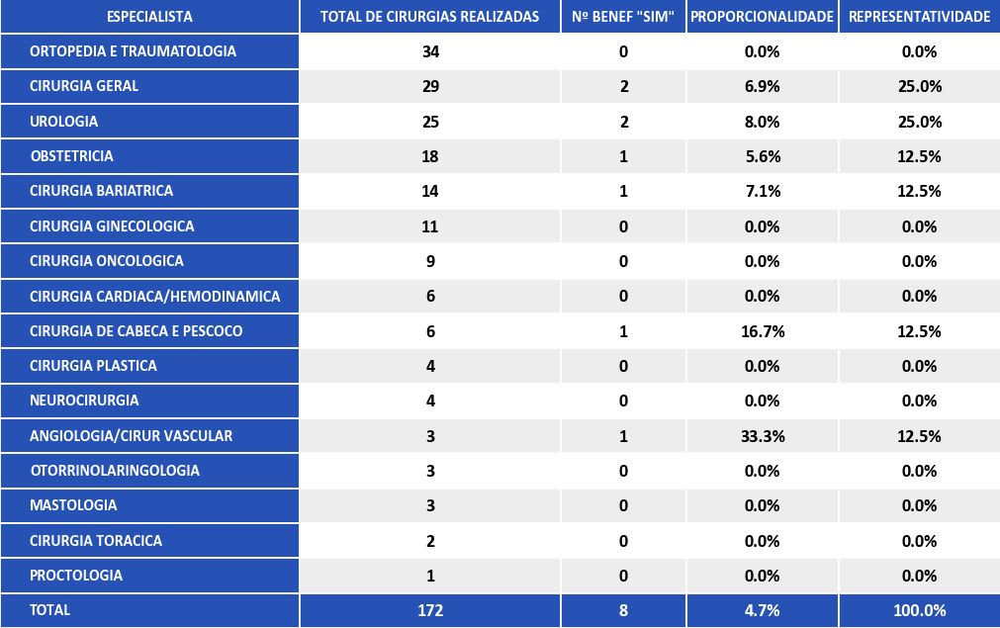 ESPECIALISTA TOTAL DE CIRURGIAS REALIZADAS Nº BENEF "SIM" PROPORCIONALIDADE REPRESENTATIVIDADE
ORTOPEDIA E TRAUMATOLOGIA 34 0 0.0% 0.0%
CIRURGIA GERAL 29 2 6.9% 25.0%
UROLOGIA 25 2 8.0% 25.0%
OBSTETRICIA 18 1 5.6% 12.5%
CIRURGIA BARIATRICA 14 1 7.1% 12.5%
CIRURGIA GINECOLOGICA 11 0 0.0% 0.0%
CIRURGIA ONCOLOGICA 9 0 0.0% 0.0%
CIRURGIA CARDIACA/HEMODINAMICA 6 0 0.0% 0.0%
CIRURGIA DE CABECA E PESCOCO 6 1 16.7% 12.5%
CIRURGIA PLASTICA 4 0 0.0% 0.0%
NEUROCIRURGIA 4 0 0.0% 0.0%
ANGIOLOGIA/CIRUR VASCULAR 3 1 33.3% 12.5%
OTORRINOLARINGOLOGIA 3 0 0.0% 0.0%
MASTOLOGIA 3 0 0.0% 0.0%
CIRURGIA TORACICA 2 0 0.0% 0.0%
PROCTOLOGIA 1 0 0.0% 0.0%
TOTAL 172 8 4.7% 100.0%